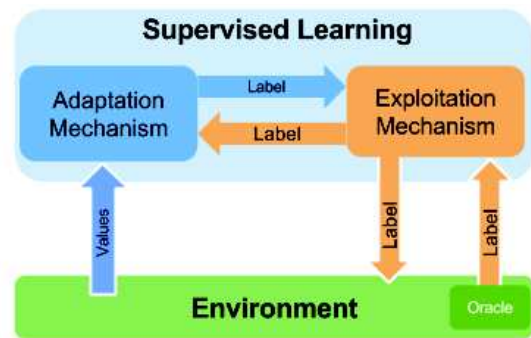 Supervised Learning
Adaptation
Mechanism
Label
Label
Exploitation
Mechanism
Values
Label
Label
Environment
Oracle